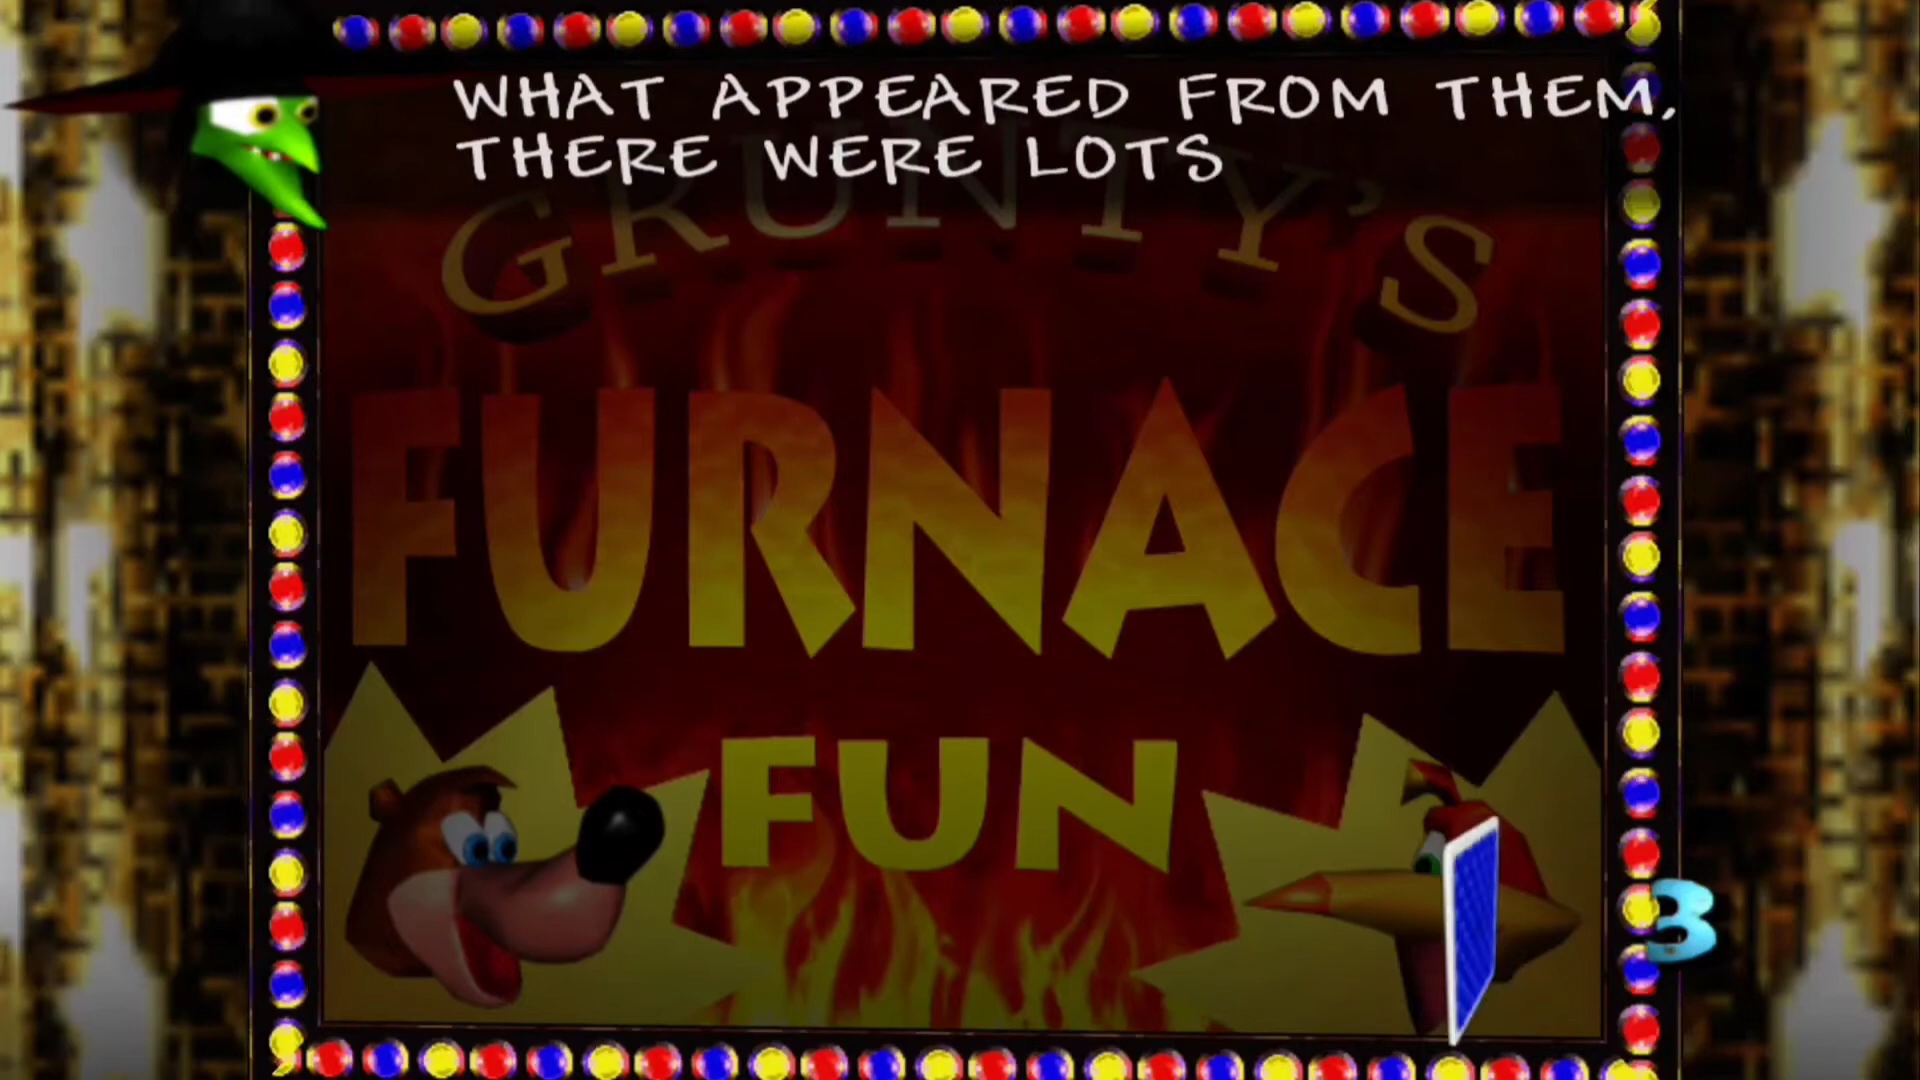 WHAT APPEARED FROM THEM,
THERE WERE LOTS
GRUNTY'S
FURNACE
FUN
3